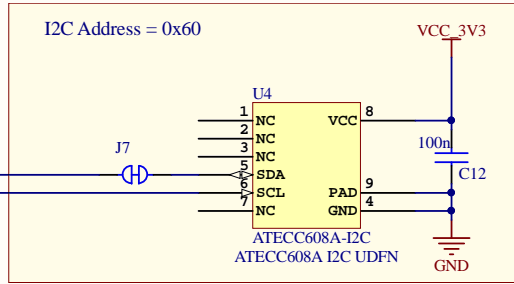 I2C Address = 0x60
VCC_3V3
U4
1 NC VCC 8
2 NC
3 NC
100n
J7
5 SDA
C12
6 SCL PAD 9
7 NC GND 4
ATECC608A-I2C
ATECC608A I2C UDFN
GND